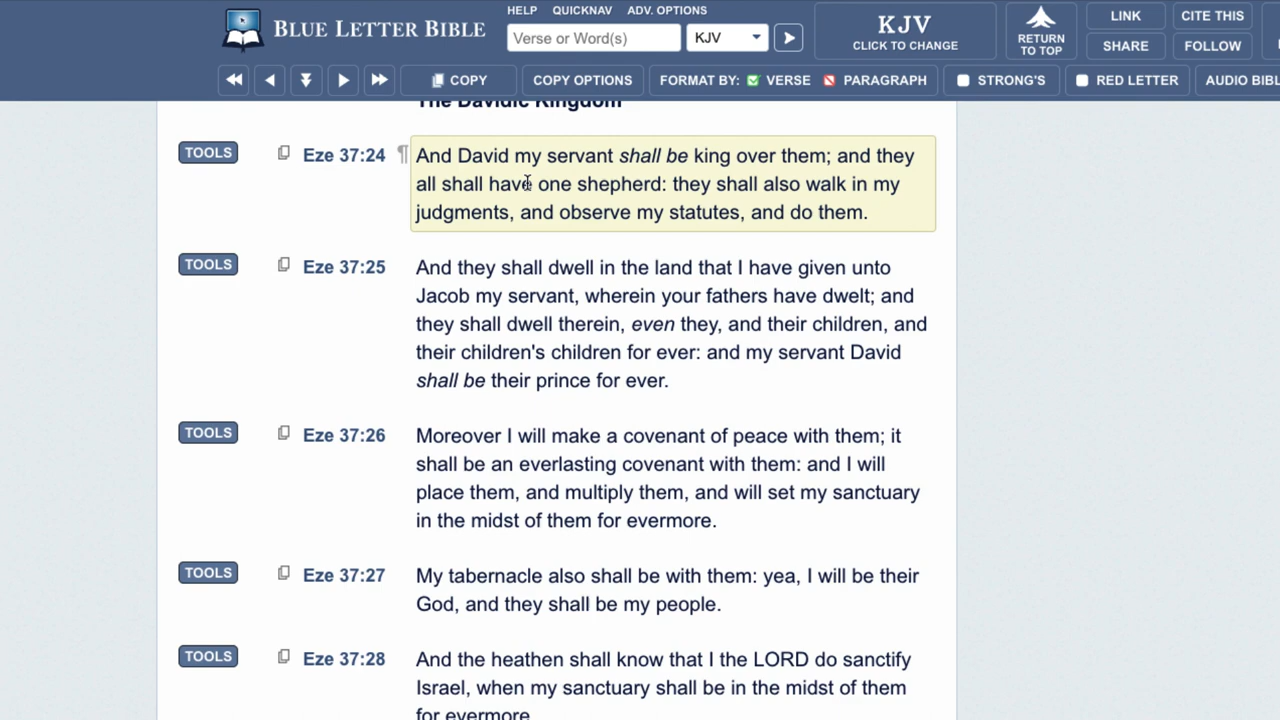 HELP QUICKNAV ADV. OPTIONS
BLUE LETTER BIBLE
Verse or Word(s) KJV
KJV
CLICK TO CHANGE
RETURN
TO TOP
LINK
CITE THIS
SHARE
FOLLOW
COPY COPY OPTIONS FORMAT BY: VERSE PARAGRAPH STRONG'S RED LETTER AUDIO
The Davidic Kingdom
TOOLS Eze 37:24 ¶ And David my servant shall be king over them; and they
all shall have one shepherd: they shall also walk in my
judgments, and observe my statutes, and do them.
TOOLS Eze 37:25 And they shall dwell in the land that I have given unto
Jacob my servant, wherein your fathers have dwelt; and
they shall dwell therein, even they, and their children, and
their children's children for ever: and my servant David
shall be their prince for ever.
TOOLS Eze 37:26 Moreover I will make a covenant of peace with them; it
shall be an everlasting covenant with them: and I will
place them, and multiply them, and will set my sanctuary
in the midst of them for evermore.
TOOLS Eze 37:27 My tabernacle also shall be with them: yea, I will be their
God, and they shall be my people.
TOOLS Eze 37:28 And the heathen shall know that I the LORD do sanctify
Israel, when my sanctuary shall be in the midst of them
for evermore